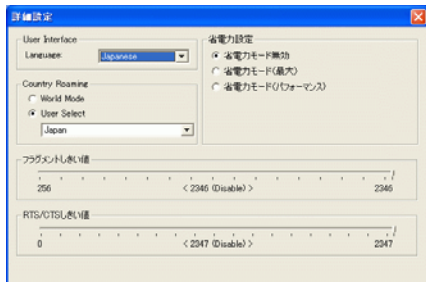 詳細設定
User Interface
Language:
Japanese
Country Roaming
World Mode
User Select
Japan
省電力設定
省電力モード無効
省電力モード(最大)
省電力モード(パフォーマンス)
フラグメントしきい値
256
< 2346 (Disable) >
2346
RTS/CTSしきい値
0
< 2347 (Disable) >
2347